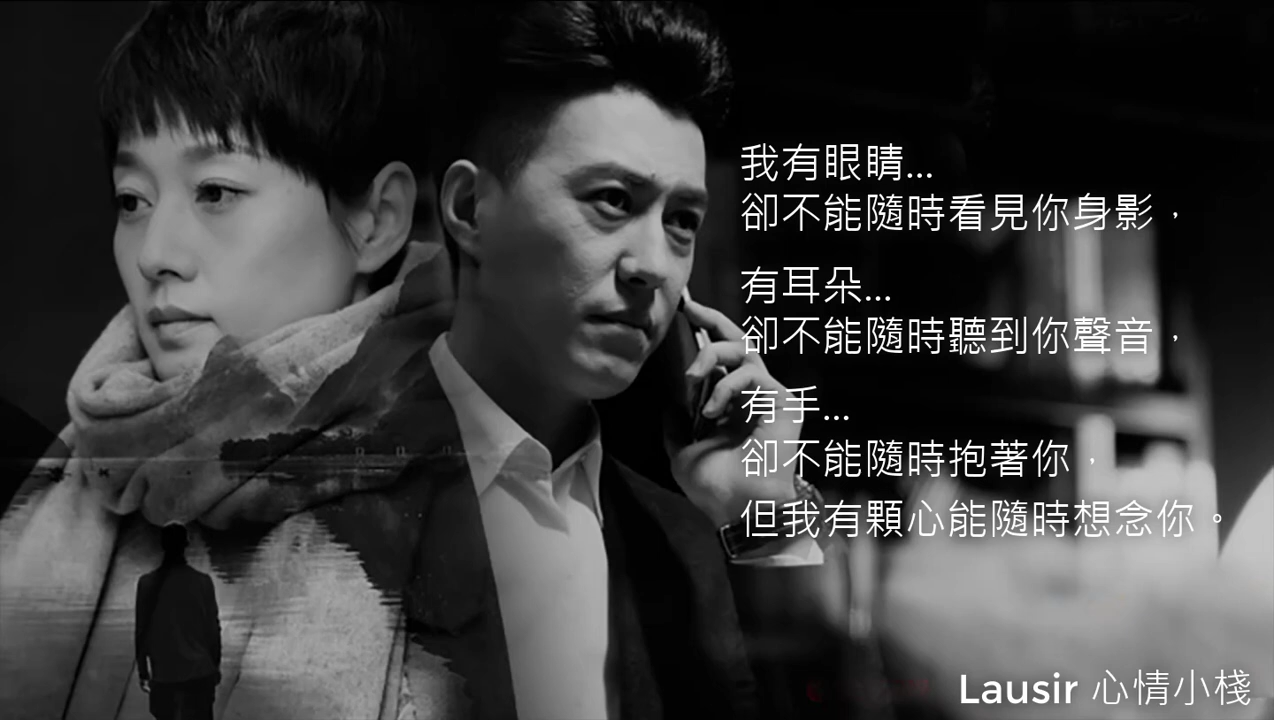 我有眼睛...
卻不能隨時看見你身影，
有耳朵...
卻不能隨時聽到你聲音，
有手...
卻不能隨時抱著你，
但我有顆心能隨時想念你。
Lausir 心情小棧